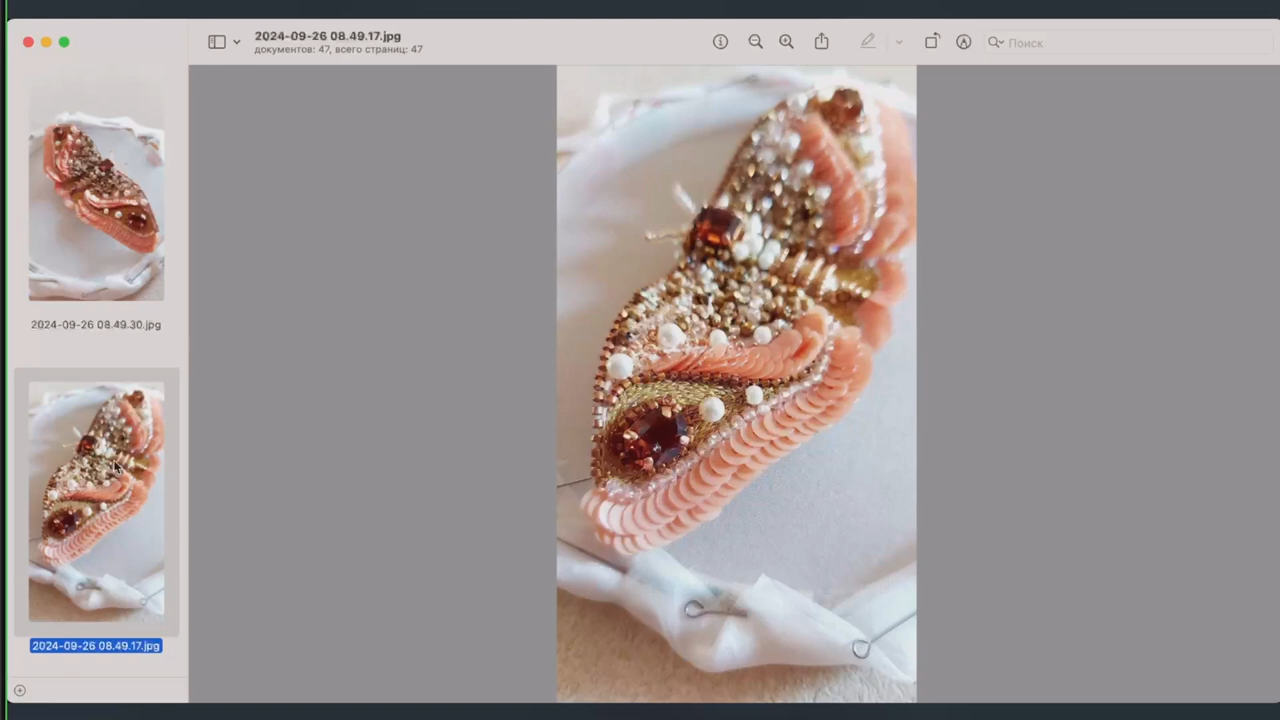 2024-09-26 08.49.17.jpg
документов: 47, всего страниц: 47
Поиск
2024-09-26 08.49.30.jpg
2024-09-26 08.49.17.jpg